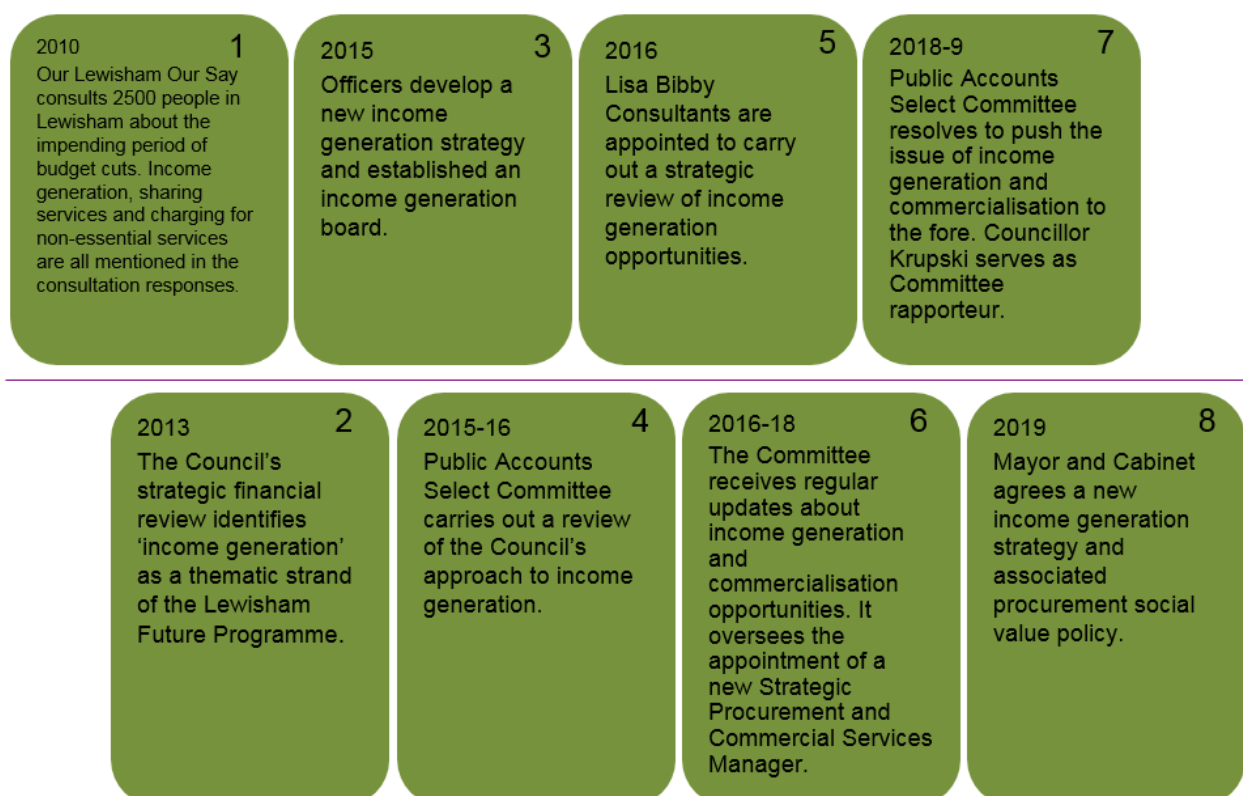 2010
1
Our Lewisham Our Say
consults 2500 people in
Lewisham about the
impending period of
budget cuts. Income
generation, sharing
services and charging for
non-essential services
are all mentioned in the
consultation responses.
2015
3
Officers develop a
new income
generation strategy
and established an
income generation
board.
2016
5
Lisa Bibby
Consultants are
appointed to carry
out a strategic
review of income
generation
opportunities.
2018-9
7
Public Accounts
Select Committee
resolves to push the
issue of income
generation and
commercialisation to
the fore. Councillor
Krupski serves as
Committee
rapporteur.
2013
2
The Council's
strategic financial
review identifies
‘income generation’
as a thematic strand
of the Lewisham
Future Programme.
2015-16
4
Public Accounts
Select Committee
carries out a review
of the Council's
approach to income
generation.
2016-18
6
The Committee
receives regular
updates about
income generation
and
commercialisation
opportunities. It
oversees the
appointment of a
new Strategic
Procurement and
Commercial Services
Manager.
2019
8
Mayor and Cabinet
agrees a new
income generation
strategy and
associated
procurement social
value policy.